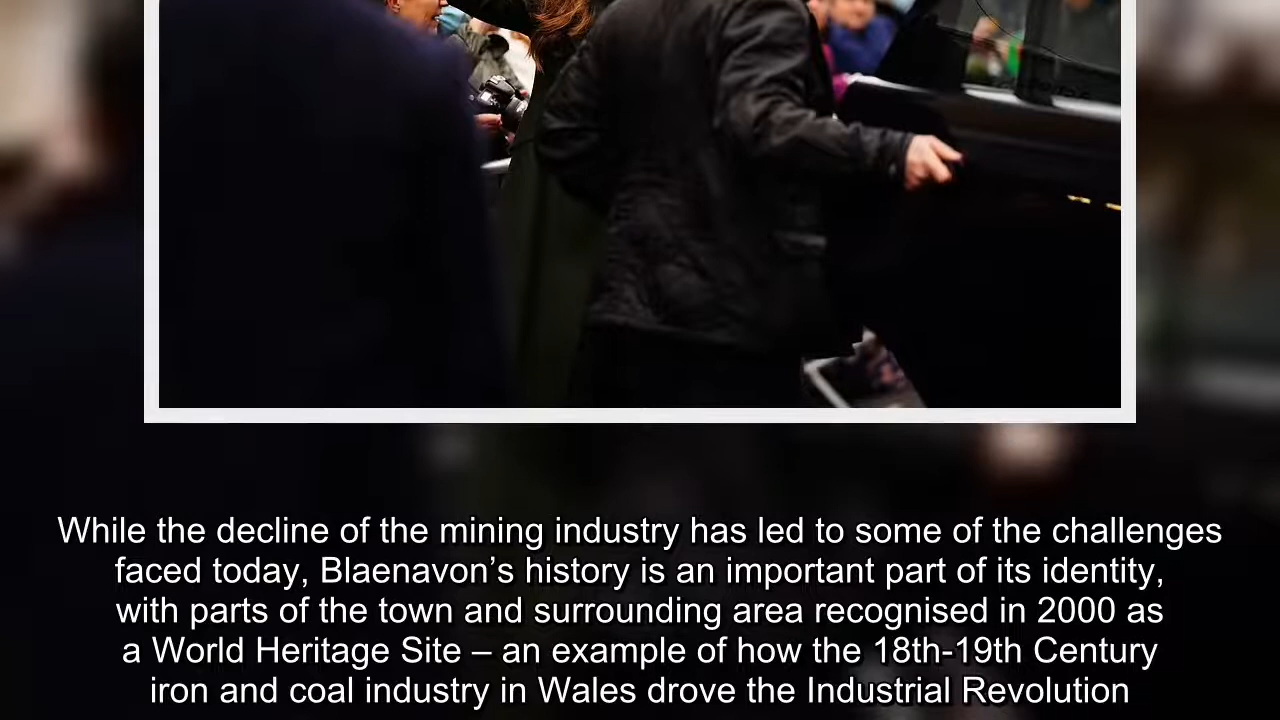 While the decline of the mining industry has led to some of the challenges
faced today, Blaenavon’s history is an important part of its identity,
with parts of the town and surrounding area recognised in 2000 as
a World Heritage Site – an example of how the 18th-19th Century
iron and coal industry in Wales drove the Industrial Revolution